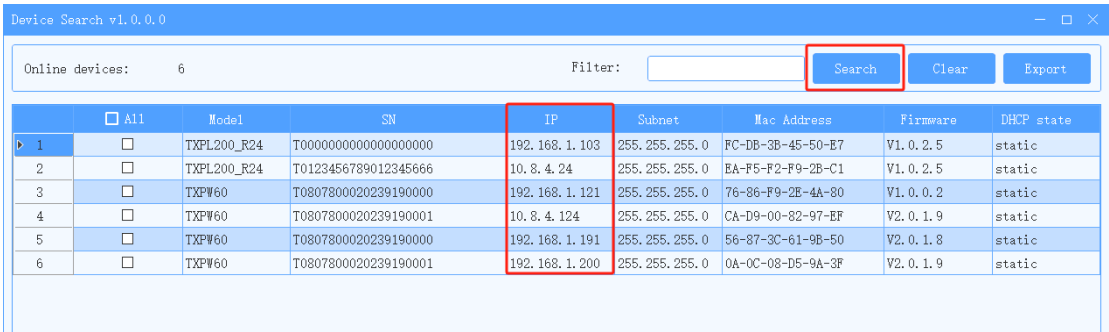 Device Search v1.0.0.0
Online devices: 6 Filter: Search Clear Export
All Model SN IP Subnet Mac Address Firmware DHCP state
1 TXPL200_R24 T0000000000000000000 192.168.1.103 255.255.255.0 FC-DB-3B-45-50-E7 V1.0.2.5 static
2 TXPL200_R24 T0123456789012345666 10.8.4.24 255.255.255.0 EA-F5-F2-F9-2B-C1 V1.0.2.5 static
3 TXPW60 T0807800020239190000 192.168.1.121 255.255.255.0 76-86-F9-2E-4A-80 V1.0.0.2 static
4 TXPW60 T0807800020239190001 10.8.4.124 255.255.255.0 CA-D9-00-82-97-EF V2.0.1.9 static
5 TXPW60 T0807800020239190000 192.168.1.191 255.255.255.0 56-87-3C-61-9B-50 V2.0.1.8 static
6 TXPW60 T0807800020239190001 192.168.1.200 255.255.255.0 0A-0C-08-D5-9A-3F V2.0.1.9 static